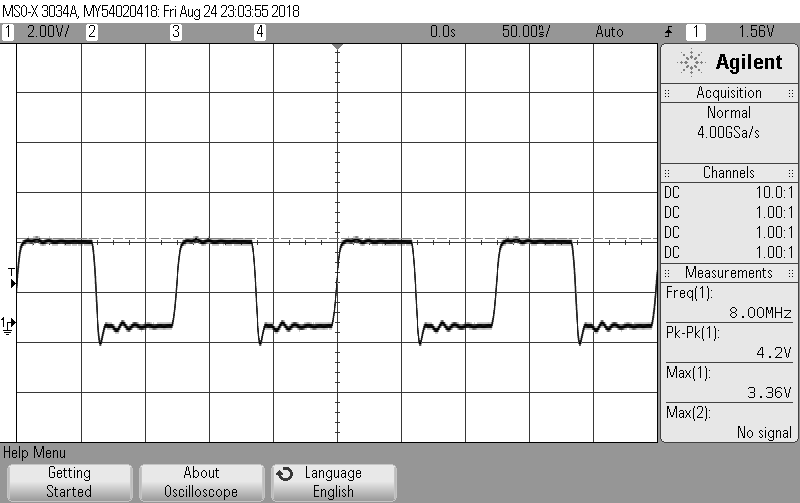 MSO-X 3034A, MY54020418: Fri Aug 24 23:03:55 2018
1 2.00V/ 2 3 4 0.0s 50.00ns/ Auto 1 1.56V
Agilent
Acquisition
Normal
4.00GSa/s
Channels
DC 10.0:1
DC 1.00:1
DC 1.00:1
DC 1.00:1
Measurements
Freq(1):
8.00MHz
Pk-Pk(1):
4.2V
Max(1):
3.36V
Max(2):
No signal
T
1
Help Menu
Getting Started
About Oscilloscope
Language English